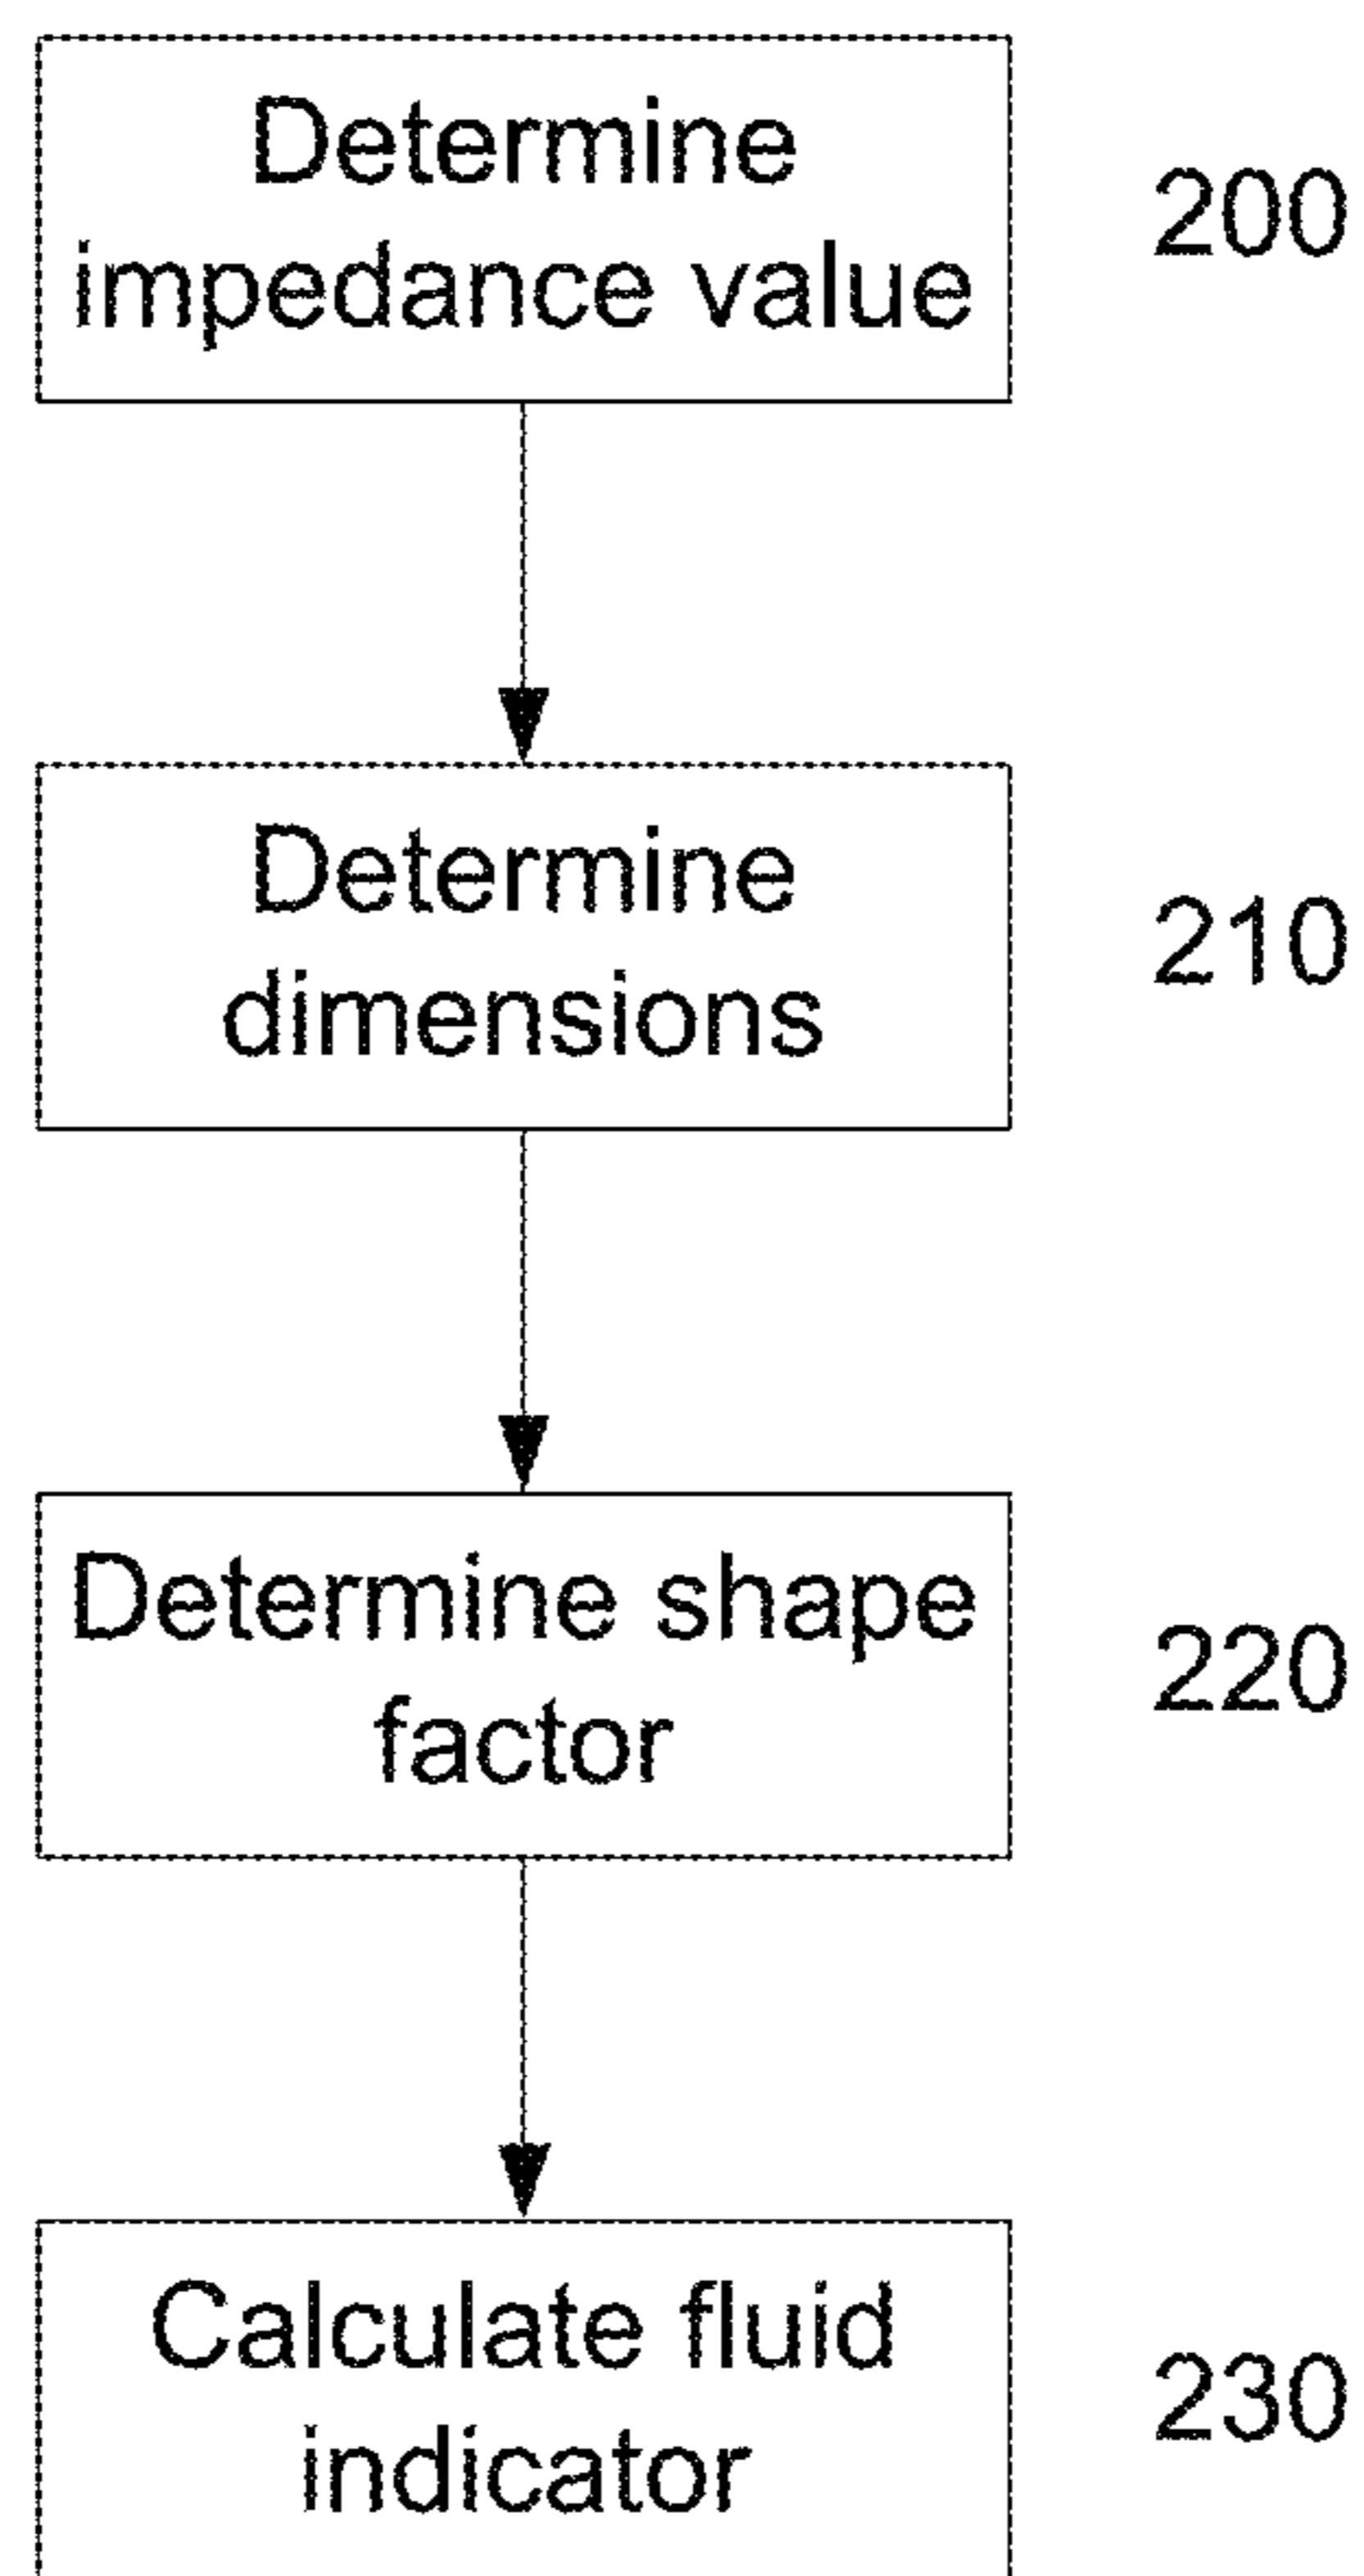 Determine
impedance value
200
Determine
dimensions
210
Determine shape
factor
220
Calculate fluid
indicator
230